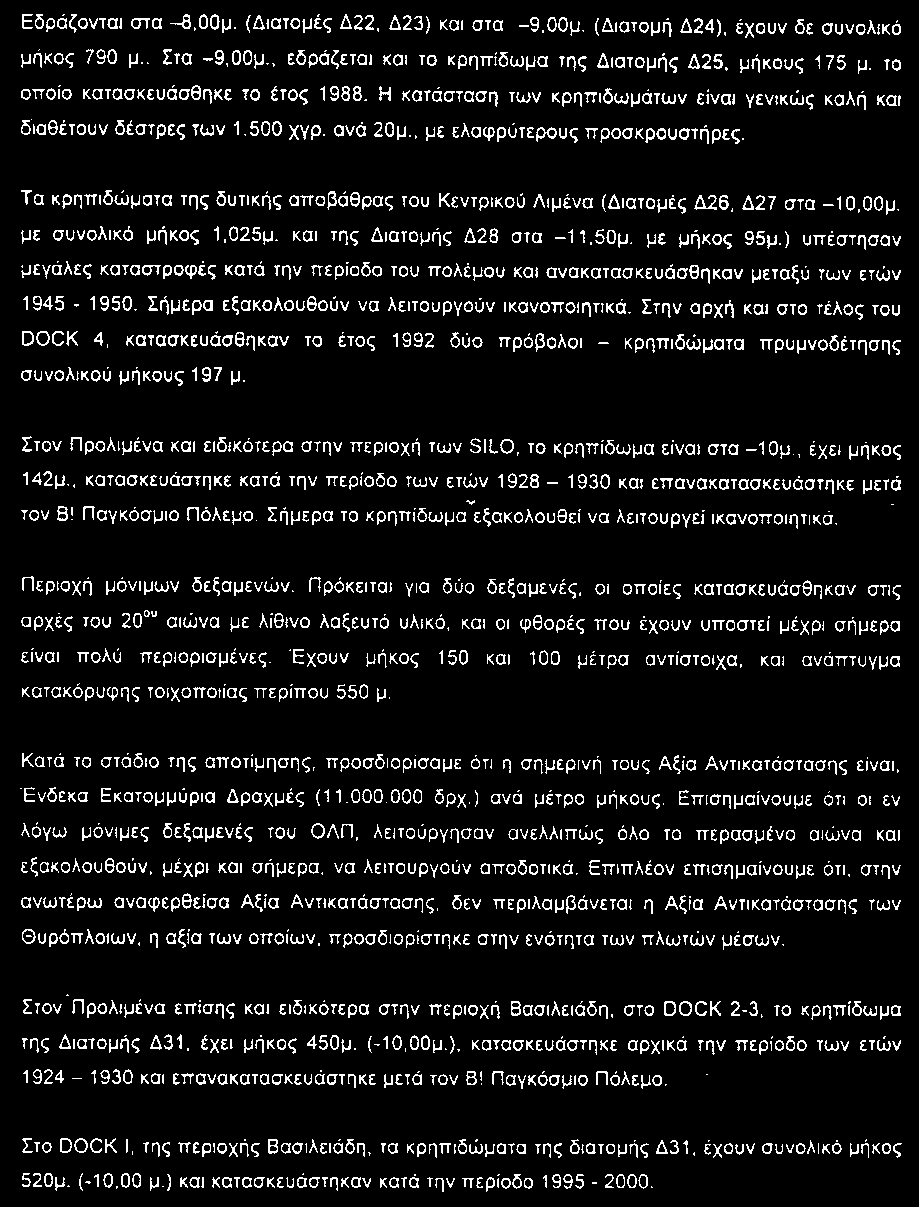 Εδράζονται στα –8,00μ. (Διατομές Δ22, Δ23) και στα –9,00μ. (Διατομή Δ24), έχουν δε συνολικό
μήκος 790 μ.. Στα –9,00μ., εδράζεται και το κρηπίδωμα της Διατομής Δ25, μήκους 175 μ. το
οποίο κατασκευάσθηκε το έτος 1988. Η κατάσταση των κρηπιδωμάτων είναι γενικώς καλή και
διαθέτουν δέστρες των 1.500 χγρ. ανά 20μ., με ελαφρύτερους προσκρουστήρες.

Τα κρηπιδώματα της δυτικής αποβάθρας του Κεντρικού Λιμένα (Διατομές Δ26, Δ27 στα –10,00μ.
με συνολικό μήκος 1,025μ. και της Διατομής Δ28 στα –11,50μ. με μήκος 95μ.) υπέστησαν
μεγάλες καταστροφές κατά την περίοδο του πολέμου και ανακατασκευάσθηκαν μεταξύ των ετών
1945 - 1950. Σήμερα εξακολουθούν να λειτουργούν ικανοποιητικά. Στην αρχή και στο τέλος του
DOCK 4, κατασκευάσθηκαν το έτος 1992 δύο πρόβολοι – κρηπιδώματα πρυμνοδέτησης
συνολικού μήκους 197 μ.

Στον Προλιμένα και ειδικότερα στην περιοχή των SILO, το κρηπίδωμα είναι στα –10μ., έχει μήκος
142μ., κατασκευάστηκε κατά την περίοδο των ετών 1928 – 1930 και επανακατασκευάστηκε μετά
τον Β! Παγκόσμιο Πόλεμο. Σήμερα το κρηπίδωμα εξακολουθεί να λειτουργεί ικανοποιητικά.

Περιοχή μόνιμων δεξαμενών. Πρόκειται για δύο δεξαμενές, οι οποίες κατασκευάσθηκαν στις
αρχές του 20ου αιώνα με λίθινο λαξευτό υλικό, και οι φθορές που έχουν υποστεί μέχρι σήμερα
είναι πολύ περιορισμένες. Έχουν μήκος 150 και 100 μέτρα αντίστοιχα, και ανάπτυγμα
κατακόρυφης τοιχοποιίας περίπου 550 μ.

Κατά το στάδιο της αποτίμησης, προσδιορίσαμε ότι η σημερινή τους Αξία Αντικατάστασης είναι,
Ένδεκα Εκατομμύρια Δραχμές (11.000.000 δρχ.) ανά μέτρο μήκους. Επισημαίνουμε ότι οι εν
λόγω μόνιμες δεξαμενές του ΟΛΠ, λειτούργησαν ανελλιπώς όλο το περασμένο αιώνα και
εξακολουθούν, μέχρι και σήμερα, να λειτουργούν αποδοτικά. Επιπλέον επισημαίνουμε ότι, στην
ανωτέρω αναφερθείσα Αξία Αντικατάστασης, δεν περιλαμβάνεται η Αξία Αντικατάστασης των
Θυρόπλοιων, η αξία των οποίων, προσδιορίστηκε στην ενότητα των πλωτών μέσων.

Στον Προλιμένα επίσης και ειδικότερα στην περιοχή Βασιλειάδη, στο DOCK 2-3, το κρηπίδωμα
της Διατομής Δ31, έχει μήκος 450μ. (-10,00μ.), κατασκευάστηκε αρχικά την περίοδο των ετών
1924 – 1930 και επανακατασκευάστηκε μετά τον Β! Παγκόσμιο Πόλεμο.

Στο DOCK I, της περιοχής Βασιλειάδη, τα κρηπιδώματα της διατομής Δ31, έχουν συνολικό μήκος
520μ. (-10,00 μ.) και κατασκευάστηκαν κατά την περίοδο 1995 - 2000.